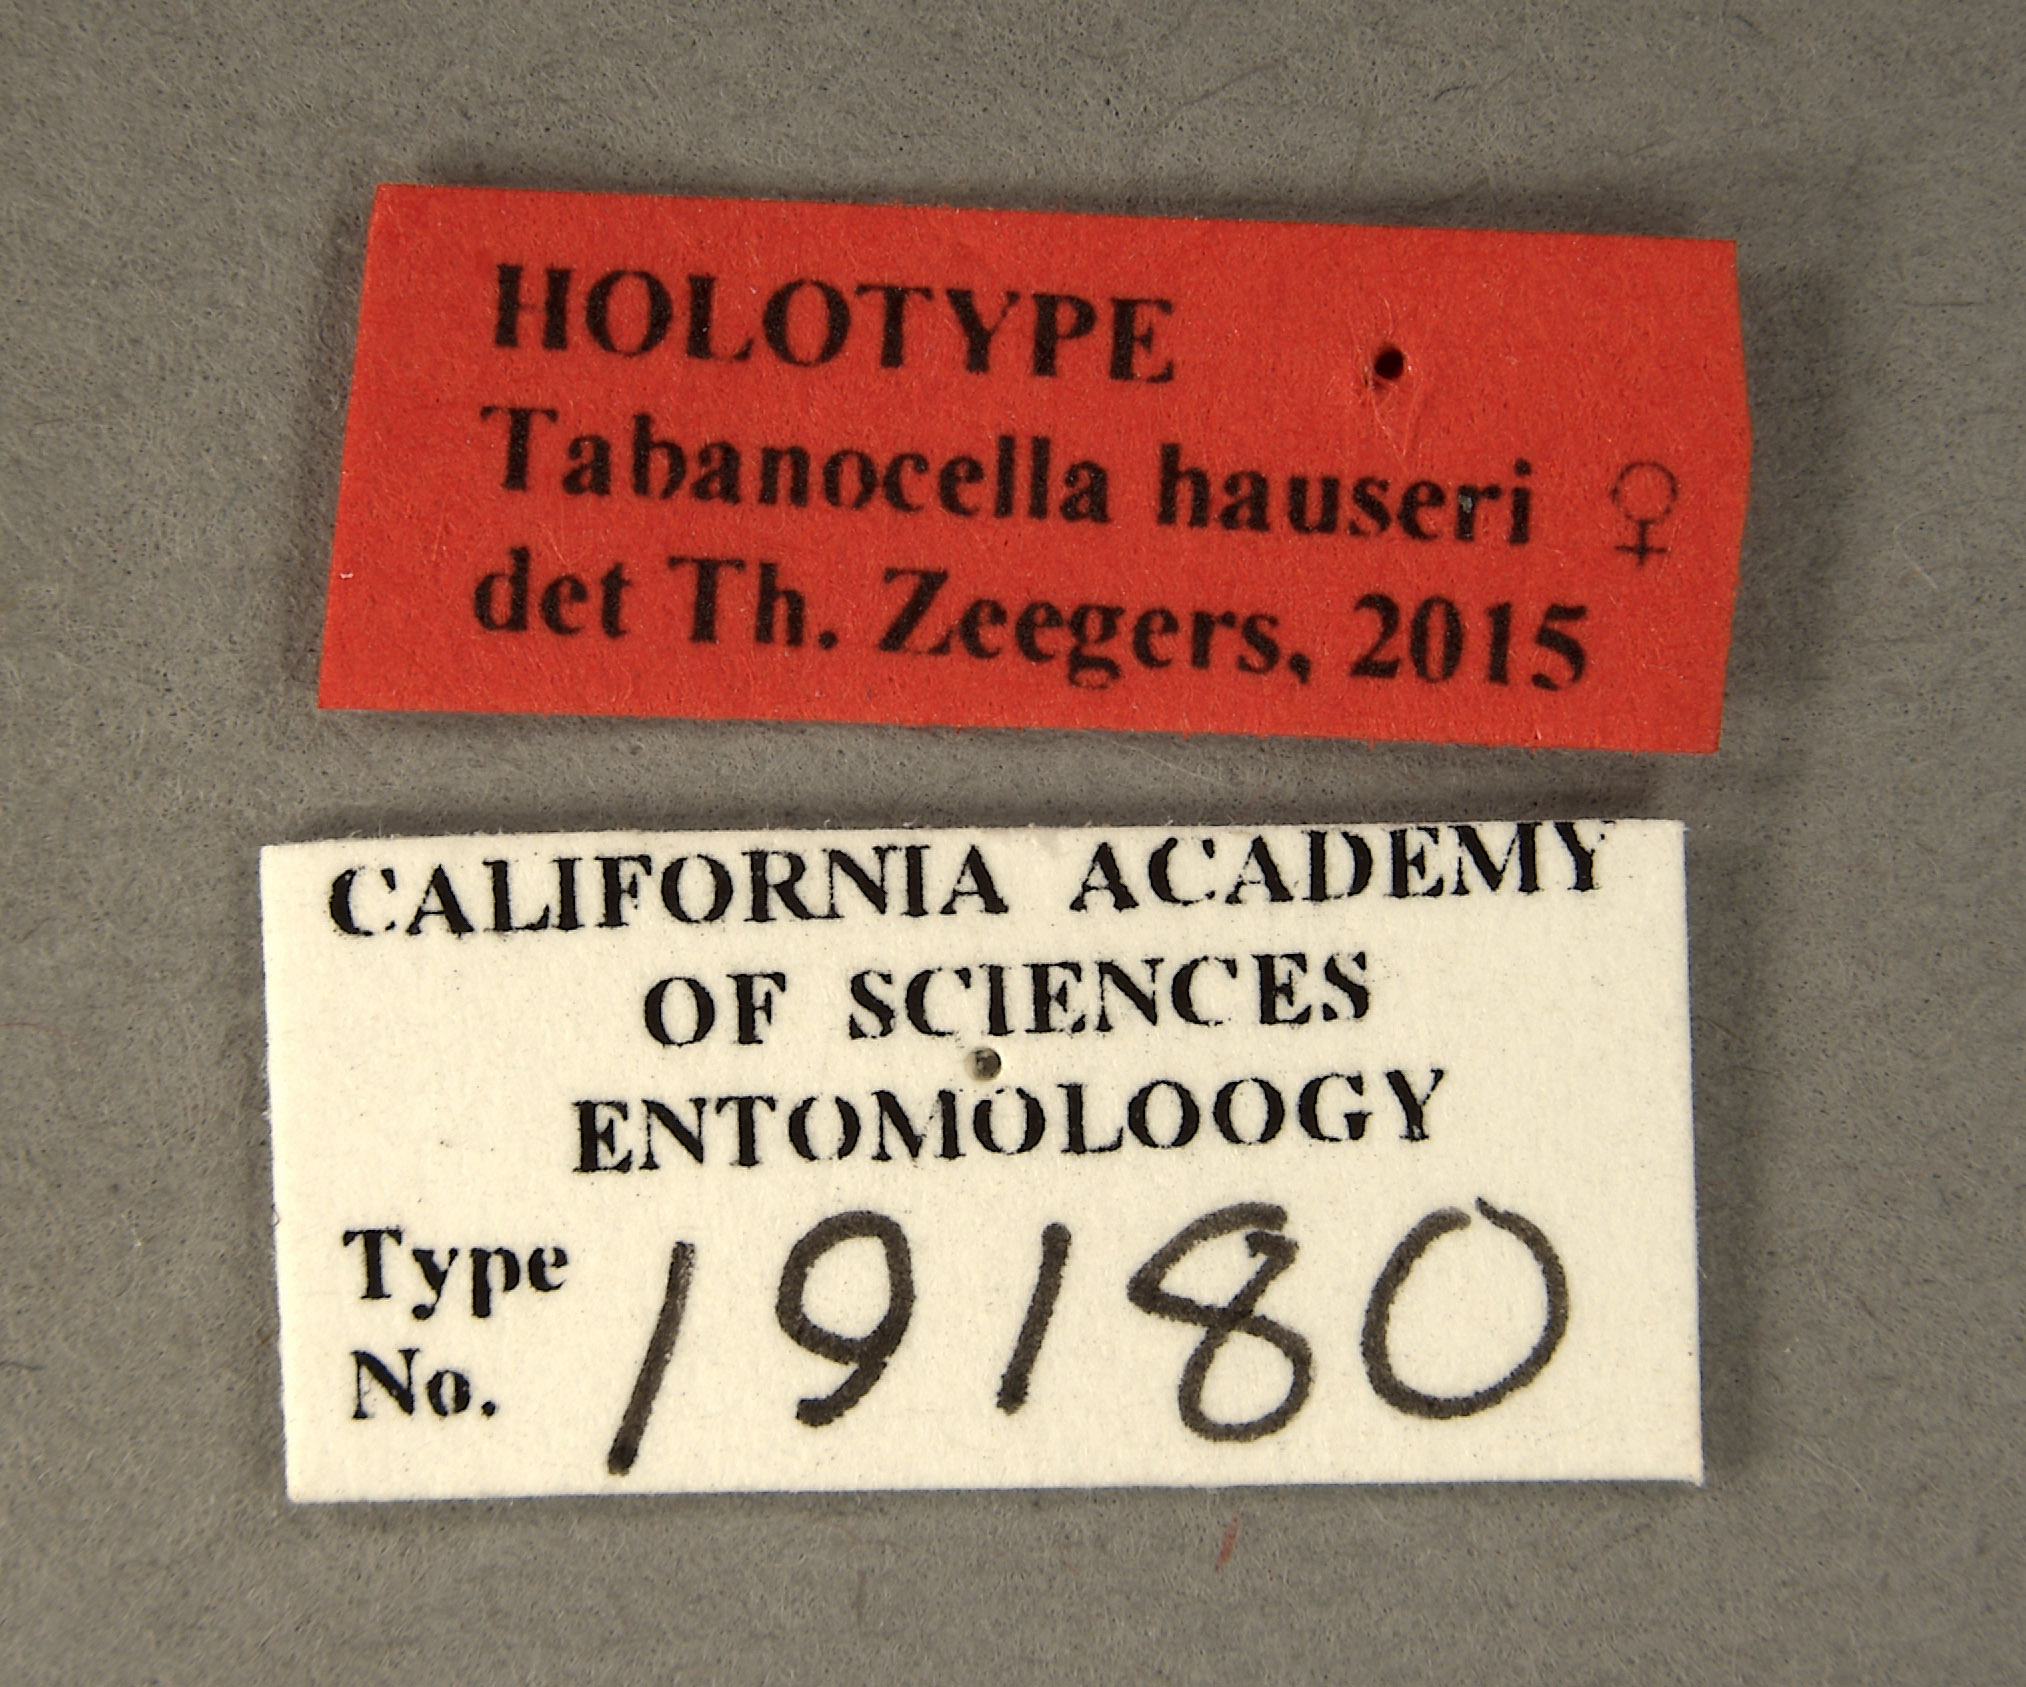 HOLOTYPE
Tabanocella hauseri ♀
det Th. Zeegers, 2015
CALIFORNIA ACADEMY
OF SCIENCES
ENTOMOLOOGY
Type
No. 19180